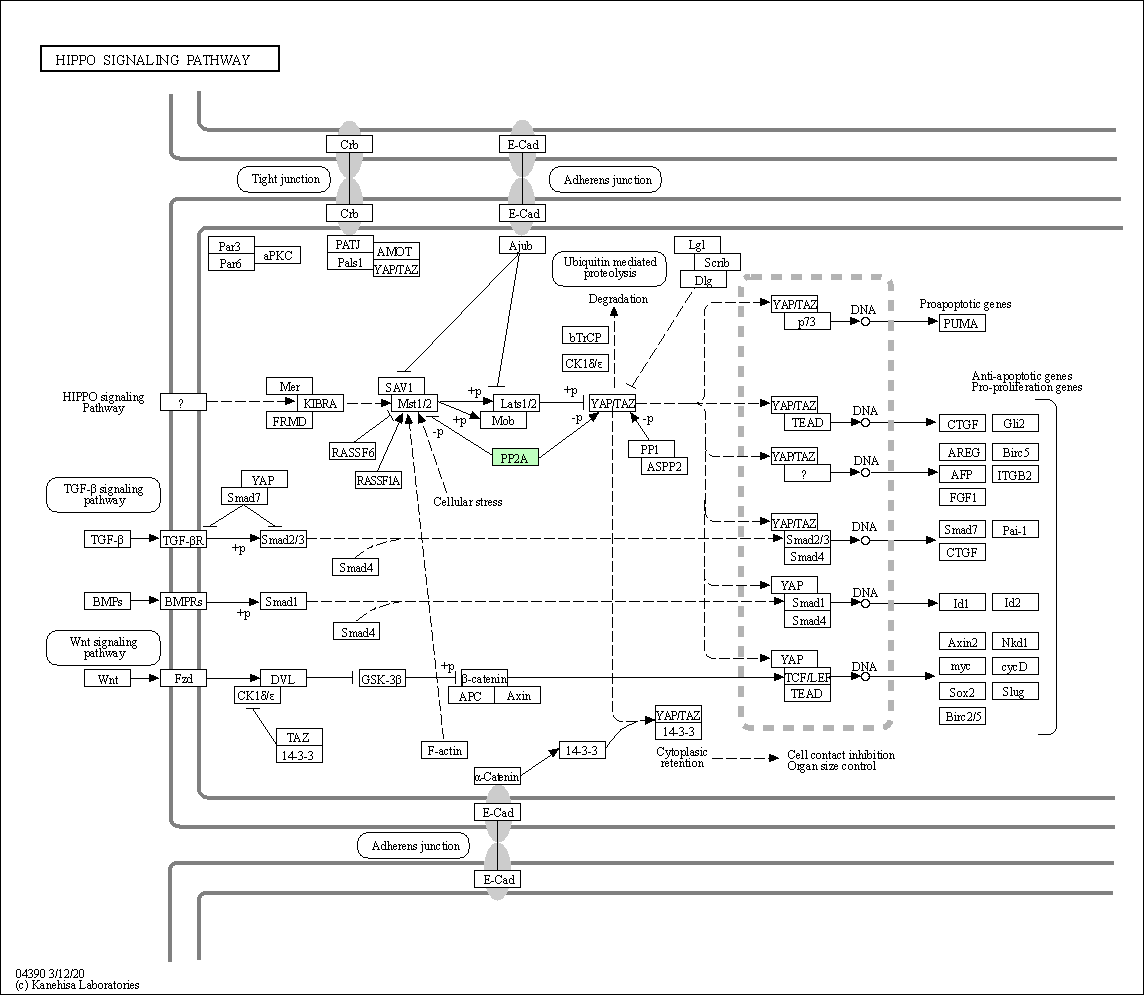 HIPPO SIGNALING PATHWAY
Crb
E-Cad
Tight junction
Adherens junction
Crb
E-Cad
Par3
Par6
aPKC
PATJ
Pals1
AMOT
YAP/TAZ
Ajub
Ubiquitin mediated
proteolysis
Lgl
Scrib
Dlg
Degradation
bTrCP
CK1δ/ε
YAP/TAZ
p73
DNA
Proapoptotic genes
PUMA
HIPPO signaling
Pathway
?
Mer
KIBRA
FRMD
SAV1
Mst1/2
+p
+p
-p
Lats1/2
Mob
+p
-p
YAP/TAZ
-p
RASSF6
RASSF1A
PP2A
PP1
ASPP2
Cellular stress
Anti-apoptotic genes
Pro-proliferation genes
YAP/TAZ
TEAD
DNA
CTGF
Gli2
YAP/TAZ
?
DNA
AREG
Birc5
AFP
ITGB2
FGF1
TGF-β signaling
pathway
YAP
Smad7
TGF-β
TGF-βR
+p
Smad2/3
Smad4
YAP/TAZ
Smad2/3
Smad4
DNA
Smad7
Pai-1
CTGF
BMPs
BMPRs
+p
Smad1
Smad4
YAP
Smad1
Smad4
DNA
Id1
Id2
Wnt signaling
pathway
Wnt
Fzd
DVL
CK1δ/ε
GSK-3β
+p
β-catenin
APC
Axin
YAP
TCF/LEF
TEAD
DNA
Axin2
Nkd1
myc
cycD
Sox2
Slug
Birc2/5
TAZ
14-3-3
F-actin
α-Catenin
14-3-3
YAP/TAZ
14-3-3
Cytoplasic
retention
Cell contact inhibition
Organ size control
E-Cad
Adherens junction
E-Cad
04390 3/12/20
(c) Kanehisa Laboratories